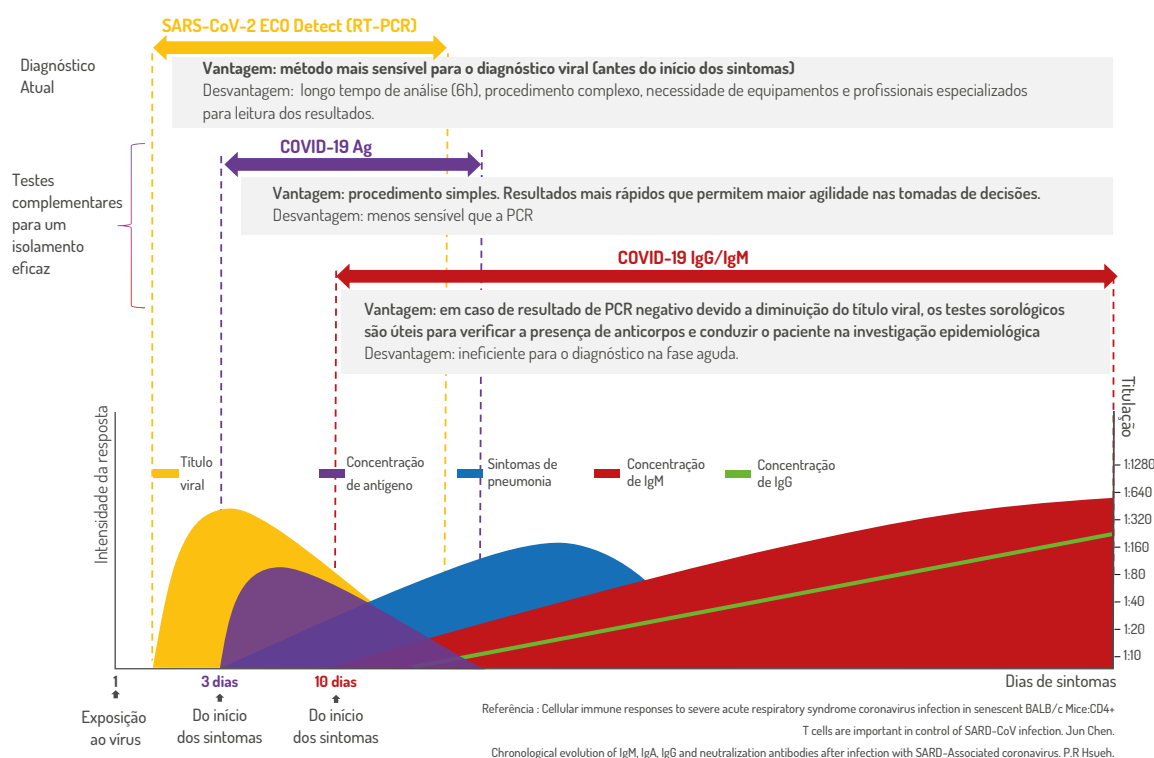 SARS-CoV-2 ECO Detect (RT-PCR)
Diagnóstico
Atual
Vantagem: método mais sensível para o diagnóstico viral (antes do início dos sintomas)
Desvantagem: longo tempo de análise (6h), procedimento complexo, necessidade de equipamentos e profissionais especializados
para leitura dos resultados.
COVID-19 Ag
Testes
complementares
para um
isolamento
eficaz
Vantagem: procedimento simples. Resultados mais rápidos que permitem maior agilidade nas tomadas de decisões.
Desvantagem: menos sensível que a PCR
COVID-19 IgG/IgM
Vantagem: em caso de resultado de PCR negativo devido a diminuição do título viral, os testes sorológicos
são úteis para verificar a presença de anticorpos e conduzir o paciente na investigação epidemiológica
Desvantagem: ineficiente para o diagnóstico na fase aguda.
Intensidade da resposta
Titulação
Título
viral
Concentração
de antígeno
Sintomas de
pneumonia
Concentração
de IgM
Concentração
de IgG
1:1280
1:640
1:320
1:160
1:80
1:40
1:20
1:10
1
3 dias
10 dias
Dias de sintomas
Exposição
ao vírus
Do início
dos sintomas
Do início
dos sintomas
Referência : Cellular immune responses to severe acute respiratory syndrome coronavirus infection in senescent BALB/c Mice:CD4+
T cells are important in control of SARD-CoV infection. Jun Chen.
Chronological evolution of IgM, IgA, IgG and neutralization antibodies after infection with SARD-Associated coronavirus. P.R Hsueh.